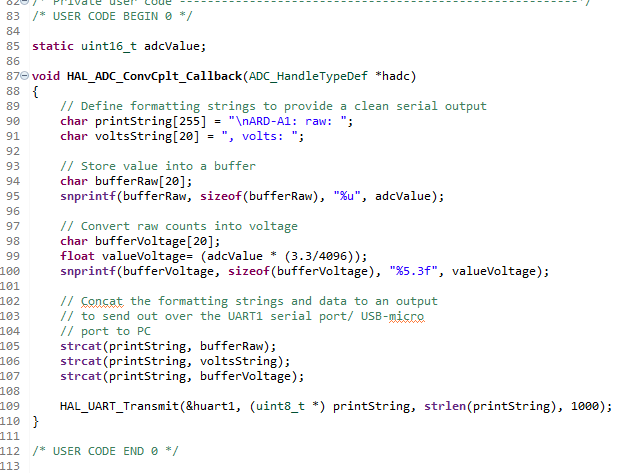 82 /* Private user code ---------------------------------------------------------*/
83 /* USER CODE BEGIN 0 */
84
85 static uint16_t adcValue;
86
87 void HAL_ADC_ConvCplt_Callback(ADC_HandleTypeDef *hadc)
88 {
89     // Define formatting strings to provide a clean serial output
90     char printString[255] = "\nARD-A1: raw: ";
91     char voltsString[20] = ", volts: ";
92
93     // Store value into a buffer
94     char bufferRaw[20];
95     snprintf(bufferRaw, sizeof(bufferRaw), "%u", adcValue);
96
97     // Convert raw counts into voltage
98     char bufferVoltage[20];
99     float valueVoltage= (adcValue * (3.3/4096));
100     snprintf(bufferVoltage, sizeof(bufferVoltage), "%5.3f", valueVoltage);
101
102     // Concat the formatting strings and data to an output
103     // to send out over the UART1 serial port/ USB-micro
104     // port to PC
105     strcat(printString, bufferRaw);
106     strcat(printString, voltsString);
107     strcat(printString, bufferVoltage);
108
109     HAL_UART_Transmit(&huart1, (uint8_t *) printString, strlen(printString), 1000);
110 }
111
112 /* USER CODE END 0 */
113